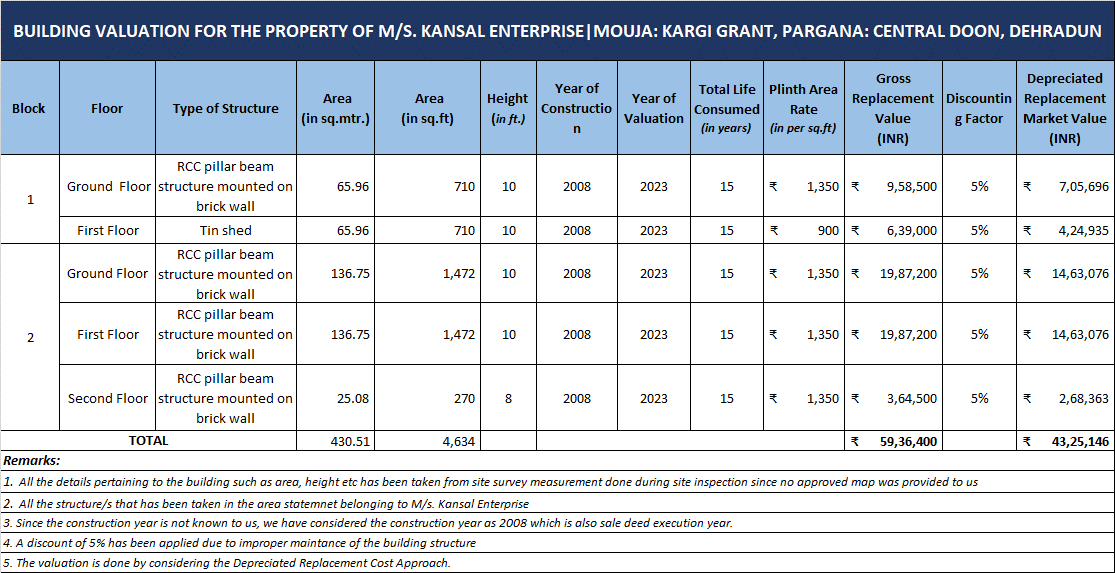 BUILDING VALUATION FOR THE PROPERTY OF M/S. KANSAL ENTERPRISE|MOUJA: KARGI GRANT, PARGANA: CENTRAL DOON, DEHRADUN
Block Floor Type of Structure Area (in sq.mtr.) Area (in sq.ft) Height (in ft.) Year of Constructio n Year of Valuation Total Life Consumed (in years) Plinth Area Rate (in per sq.ft) Gross Replacement Value (INR) Discountin g Factor Depreciated Replacement Market Value (INR)
1 Ground Floor RCC pillar beam structure mounted on brick wall 65.96 710 10 2008 2023 15 ₹ 1,350 ₹ 9,58,500 5% ₹ 7,05,696
First Floor Tin shed 65.96 710 10 2008 2023 15 ₹ 900 ₹ 6,39,000 5% ₹ 4,24,935
2 Ground Floor RCC pillar beam structure mounted on brick wall 136.75 1,472 10 2008 2023 15 ₹ 1,350 ₹ 19,87,200 5% ₹ 14,63,076
First Floor RCC pillar beam structure mounted on brick wall 136.75 1,472 10 2008 2023 15 ₹ 1,350 ₹ 19,87,200 5% ₹ 14,63,076
Second Floor RCC pillar beam structure mounted on brick wall 25.08 270 8 2008 2023 15 ₹ 1,350 ₹ 3,64,500 5% ₹ 2,68,363
TOTAL 430.51 4,634 ₹ 59,36,400 ₹ 43,25,146
Remarks:
1. All the details pertaining to the building such as area, height etc has been taken from site survey measurement done during site inspection since no approved map was provided to us
2. All the structure/s that has been taken in the area statemnet belonging to M/s. Kansal Enterprise
3. Since the construction year is not known to us, we have considered the construction year as 2008 which is also sale deed execution year.
4. A discount of 5% has been applied due to improper maintance of the building structure
5. The valuation is done by considering the Depreciated Replacement Cost Approach.